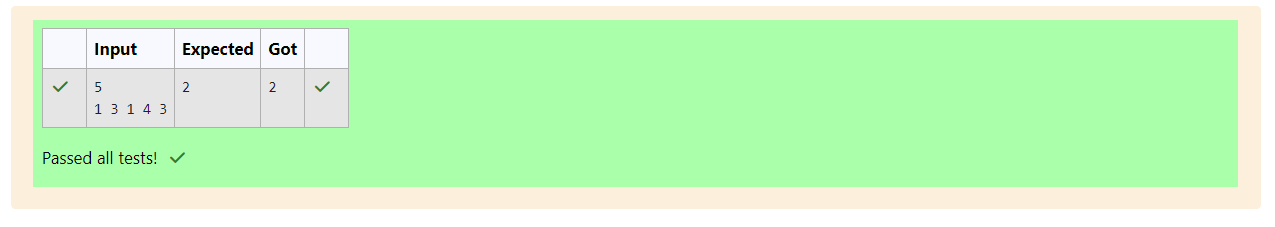 Input Expected Got
5 2 2
1 3 1 4 3
Passed all tests!